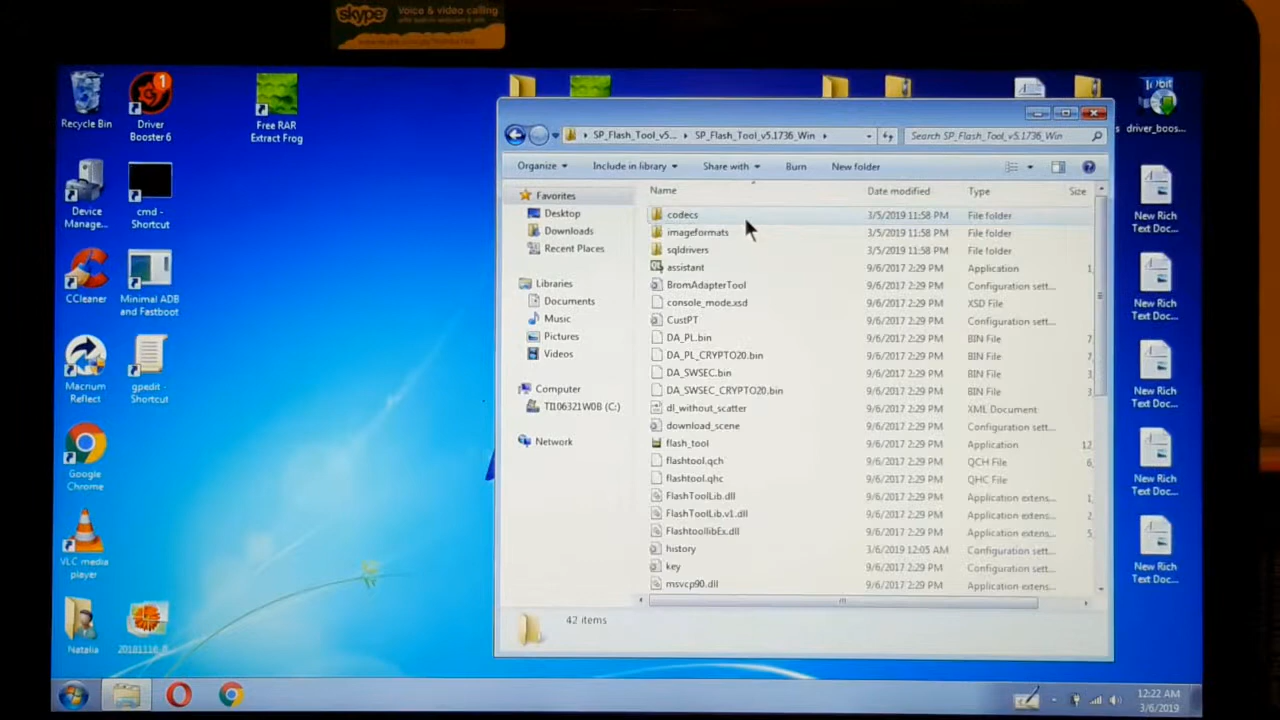 skype
voice & video calling
Recycle Bin
Driver
Booster 6
1
Free RAR
Extract Frog
Device
Manage...
cmd -
Shortcut
CCleaner
Minimal ADB
and Fastboot
Macrium
Reflect
gpedit -
Shortcut
Google
Chrome
VLC media
player
Natalia
driver_boos...
New Rich
Text Doc...
New Rich
Text Doc...
New Rich
Text Doc...
New Rich
Text Doc...
New Rich
Text Doc...
SP_Flash_Tool_v5... SP_Flash_Tool_v5.1736_Win
Search SP_Flash_Tool_v5.1736_Win
Organize Include in library Share with Burn New folder
Favorites
Desktop
Downloads
Recent Places
Libraries
Documents
Music
Pictures
Videos
Computer
TI106321W0B (C:)
Network
Name Date modified Type Size
codecs 3/5/2019 11:58 PM File folder
imageformats 3/5/2019 11:58 PM File folder
sqldrivers 3/5/2019 11:58 PM File folder
assistant 9/6/2017 2:29 PM Application 1,
BromAdapterTool 9/6/2017 2:29 PM Configuration sett...
console_mode.xsd 9/6/2017 2:29 PM XSD File
CustPT 9/6/2017 2:29 PM Configuration sett...
DA_PL.bin 9/6/2017 2:29 PM BIN File 7,
DA_PL_CRYPTO20.bin 9/6/2017 2:29 PM BIN File 7,
DA_SWSEC.bin 9/6/2017 2:29 PM BIN File 3,
DA_SWSEC_CRYPTO20.bin 9/6/2017 2:29 PM BIN File 3,
dl_without_scatter 9/6/2017 2:29 PM XML Document
download_scene 9/6/2017 2:29 PM Configuration sett...
flash_tool 9/6/2017 2:29 PM Application 12,
flashtool.qch 9/6/2017 2:29 PM QCH File 6,
flashtool.qhc 9/6/2017 2:29 PM QHC File
FlashToolLib.dll 9/6/2017 2:29 PM Application extens... 1,
FlashToolLib.v1.dll 9/6/2017 2:29 PM Application extens... 2,
FlashtoollibEx.dll 9/6/2017 2:29 PM Application extens... 5,
history 3/6/2019 12:05 AM Configuration sett...
key 9/6/2017 2:29 PM Configuration sett...
msvcp90.dll 9/6/2017 2:29 PM Application extens...
42 items
12:22 AM
3/6/2019